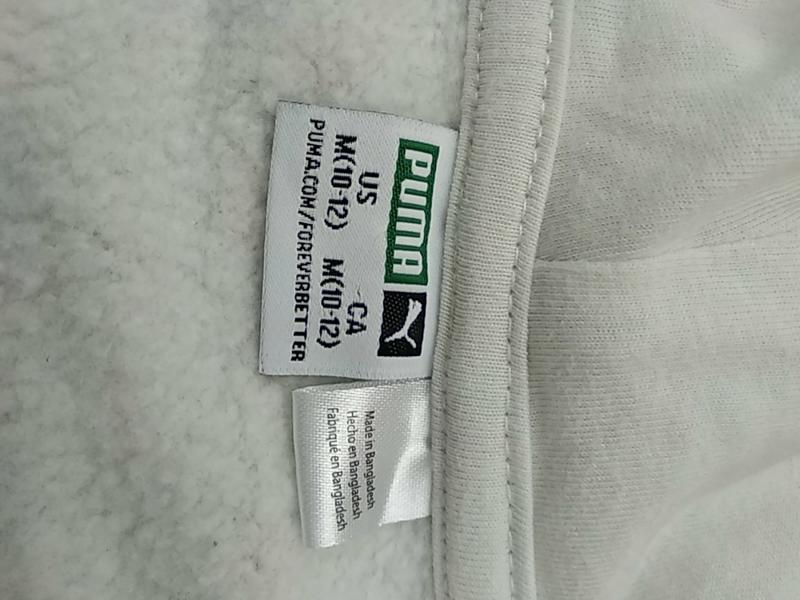 PUMA
US CA
M(10-12) M(10-12)
PUMA.COM/FOREVERBETTER
Made in Bangladesh
Hecho en Bangladesh
Fabriqué en Bangladesh